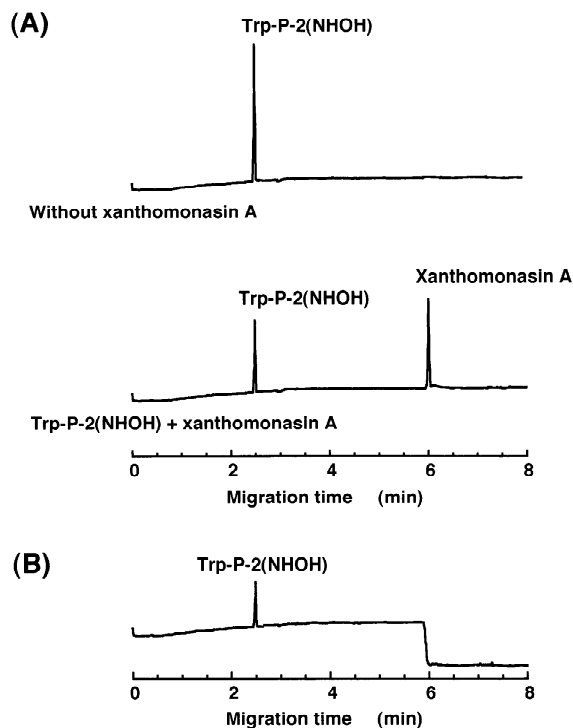 (A)
Trp-P-2(NHOH)
Without xanthomonasin A
Xanthomonasin A
Trp-P-2(NHOH)
Trp-P-2(NHOH) + xanthomonasin A
0 2 4 6 8
Migration time (min)
(B)
Trp-P-2(NHOH)
0 2 4 6 8
Migration time (min)